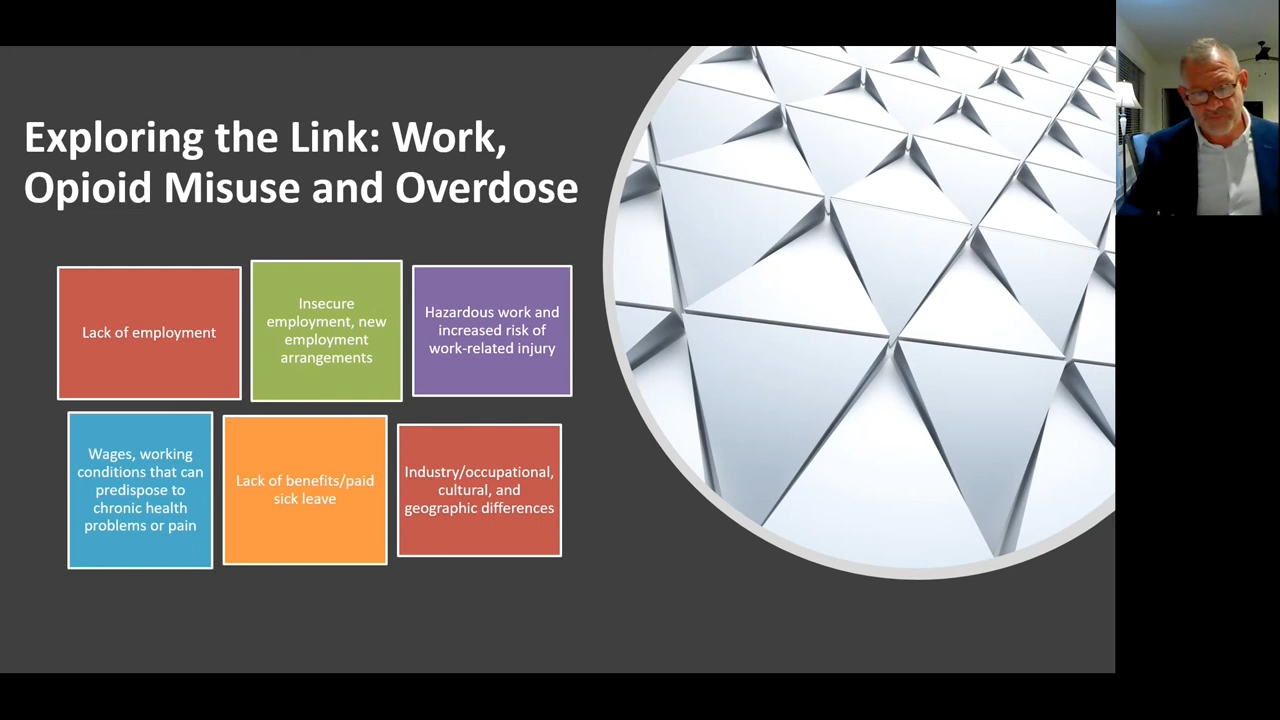 Exploring the Link: Work,
Opioid Misuse and Overdose
Lack of employment
Insecure
employment, new
employment
arrangements
Hazardous work and
increased risk of
work-related injury
Wages, working
conditions that can
predispose to
chronic health
problems or pain
Lack of benefits/paid
sick leave
Industry/occupational,
cultural, and
geographic differences